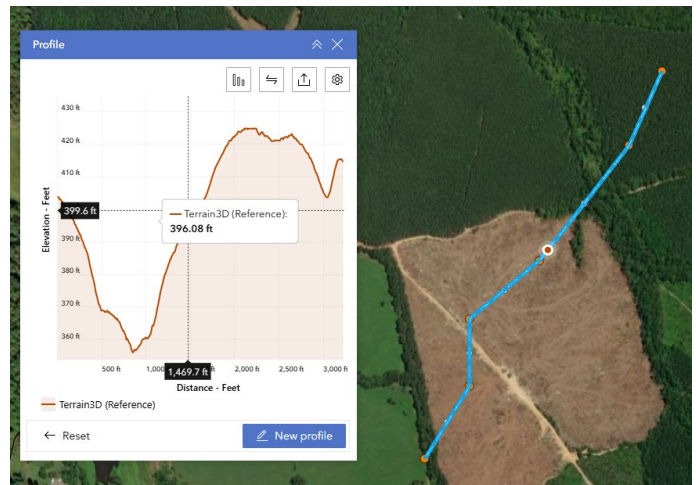 Profile
430 ft
420 ft
410 ft
399.6 ft
390 ft
380 ft
370 ft
360 ft
Elevation - Feet
Terrain3D (Reference):
396.08 ft
500 ft
1,000
1,469.7 ft
2,000 ft
2,500 ft
3,000 ft
Distance - Feet
Terrain3D (Reference)
Reset
New profile